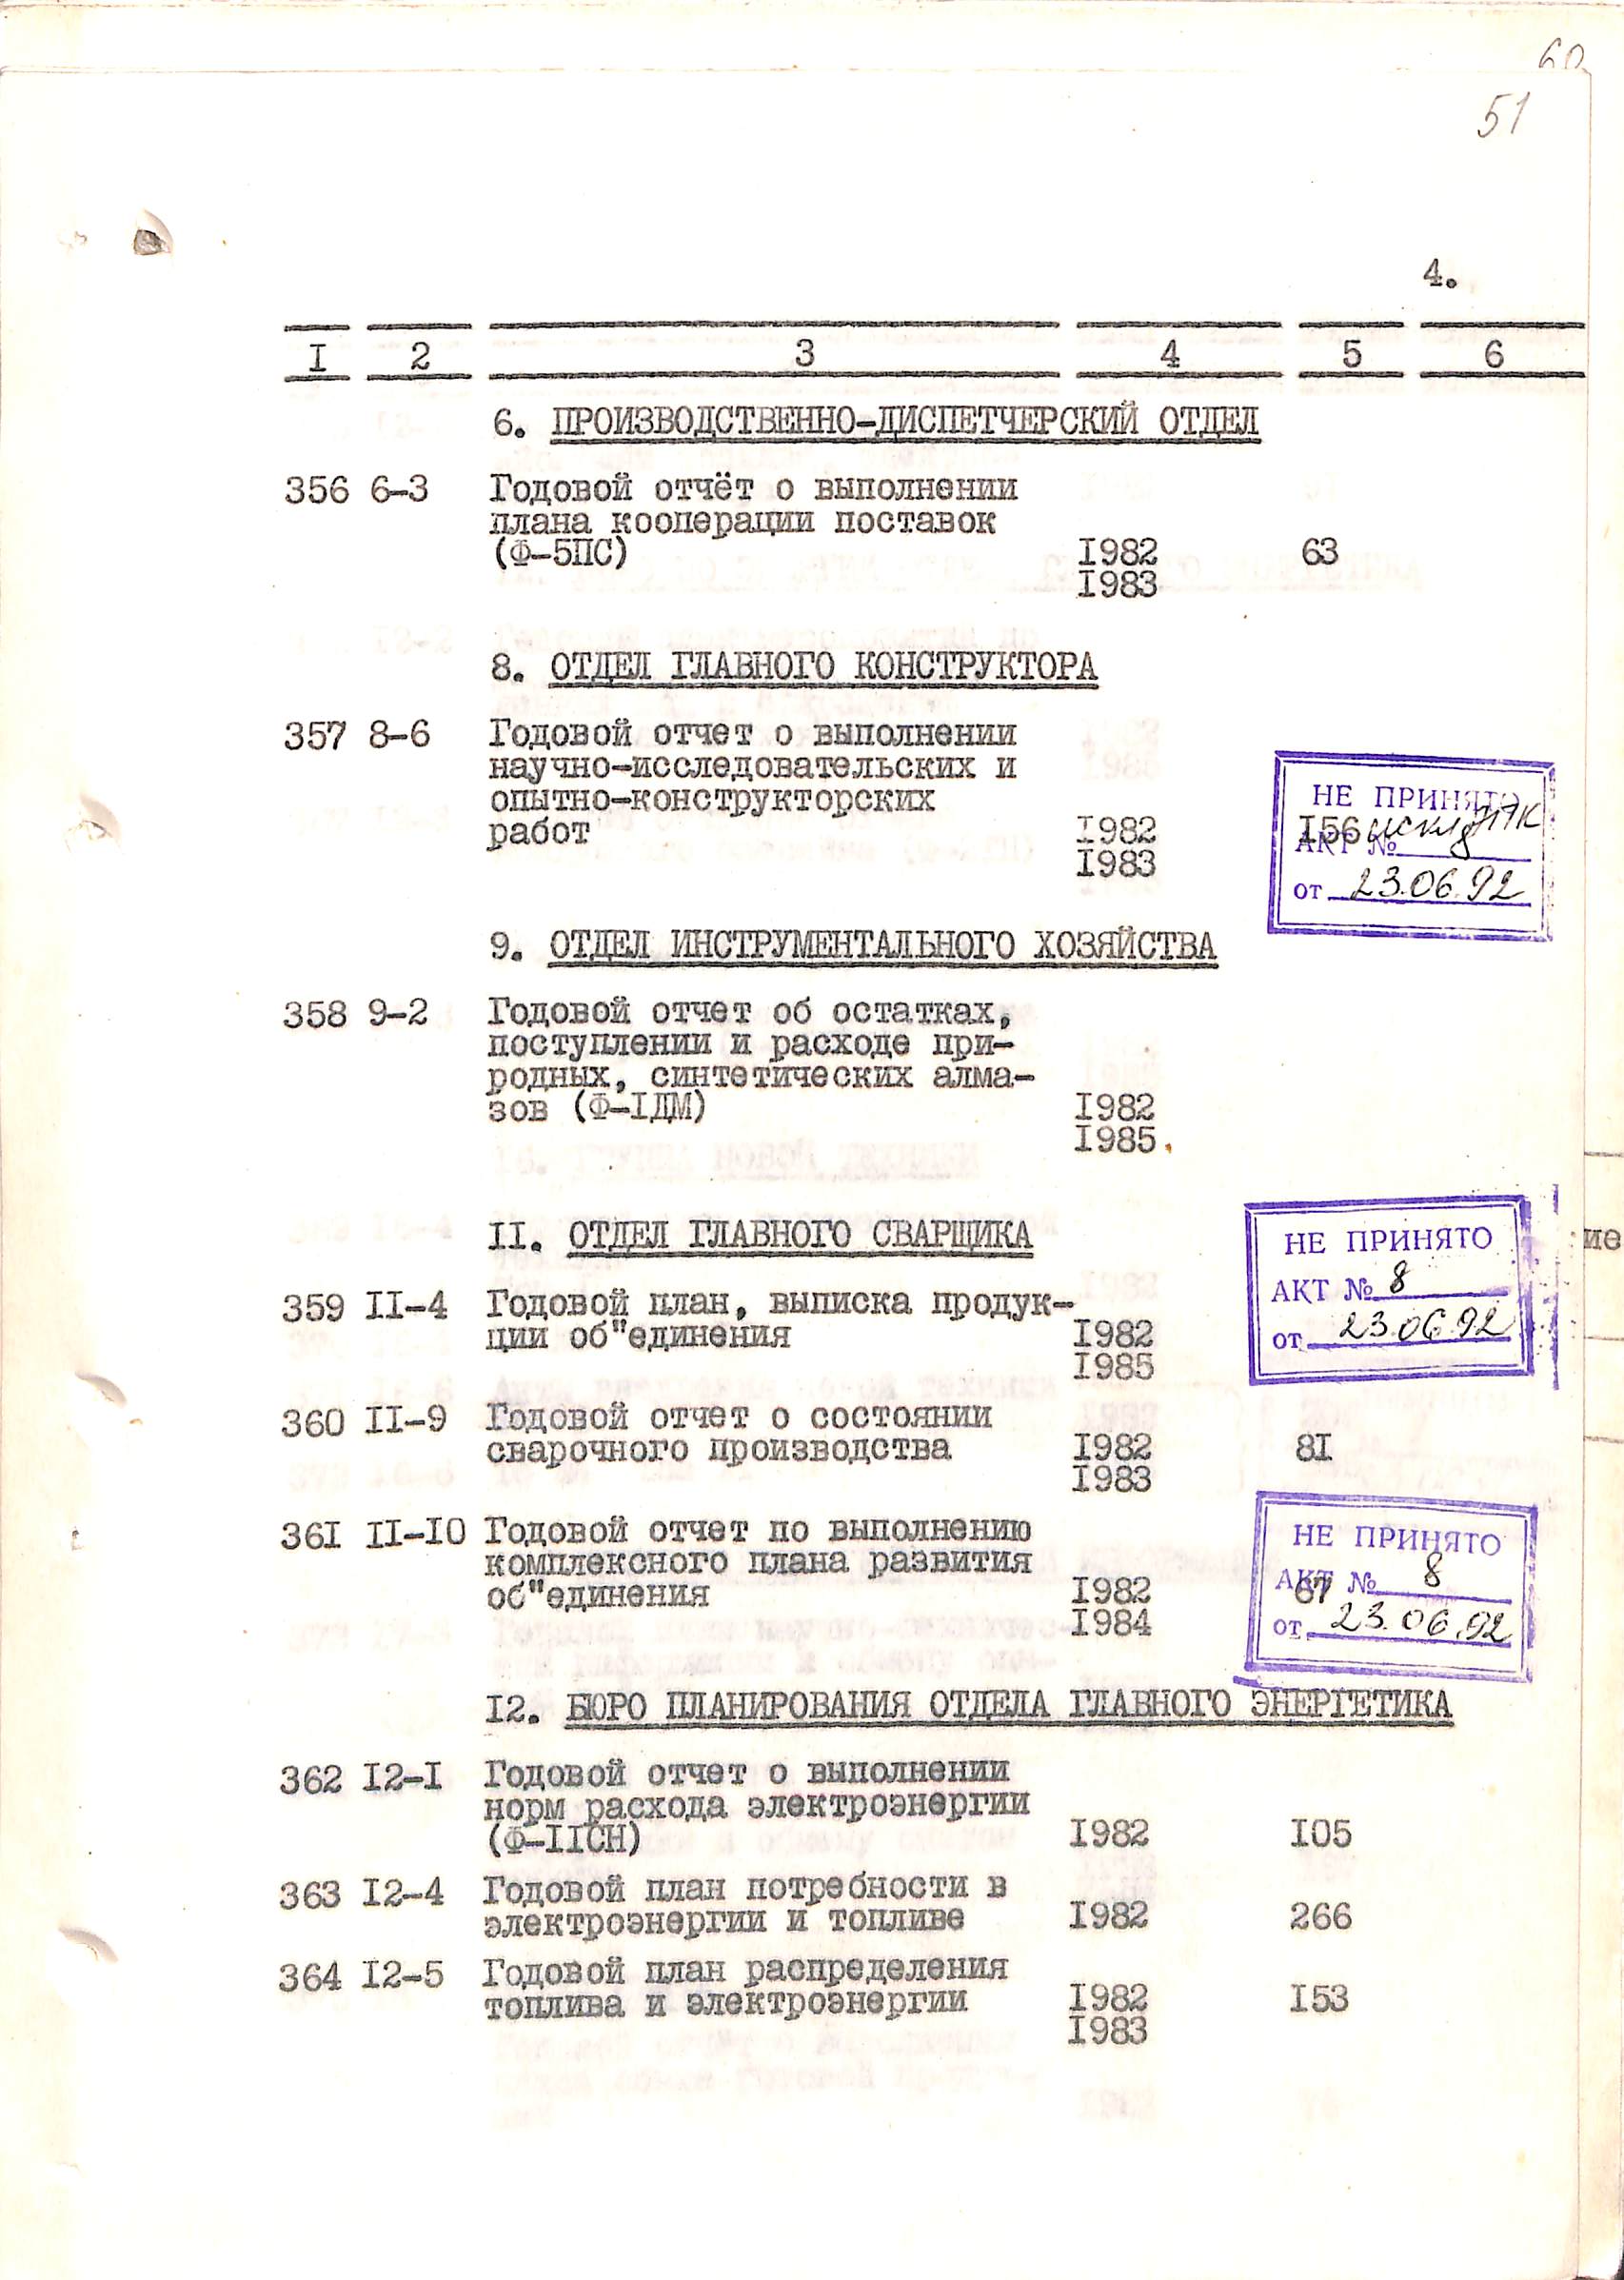 60
51
4.
I 2 3 4 5 6
6. ПРОИЗВОДСТВЕННО-ДИСПЕТЧЕРСКИЙ ОТДЕЛ
356 6-3 Годовой отчёт о выполнении
плана кооперации поставок
(Ф-5ПС) I982 63
I983
8. ОТДЕЛ ГЛАВНОГО КОНСТРУКТОРА
357 8-6 Годовой отчет о выполнении
научно-исследовательских и
опытно-конструкторских
работ I982 I56
I983
НЕ ПРИНЯТО
АКТ № 8
от 23.06.92
9. ОТДЕЛ ИНСТРУМЕНТАЛЬНОГО ХОЗЯЙСТВА
358 9-2 Годовой отчет об остатках,
поступлении и расходе при-
родных, синтетических алма-
зов (Ф-IДМ) I982
I985.
II. ОТДЕЛ ГЛАВНОГО СВАРЩИКА
359 II-4 Годовой план, выписка продук-
ции об"единения I982
I985
НЕ ПРИНЯТО
АКТ № 8
от 23.06.92
ие
360 II-9 Годовой отчет о состоянии
сварочного производства I982 8I
I983
36I II-IO Годовой отчет по выполнению
комплексного плана развития
об"единения I982 67
I984
НЕ ПРИНЯТО
АКТ № 8
от 23.06.92
I2. БЮРО ПЛАНИРОВАНИЯ ОТДЕЛА ГЛАВНОГО ЭНЕРГЕТИКА
362 I2-I Годовой отчет о выполнении
норм расхода электроэнергии
(Ф-IIСН) I982 I05
363 I2-4 Годовой план потребности в
электроэнергии и топливе I982 266
364 I2-5 Годовой план распределения
топлива и электроэнергии I982 I53
I983